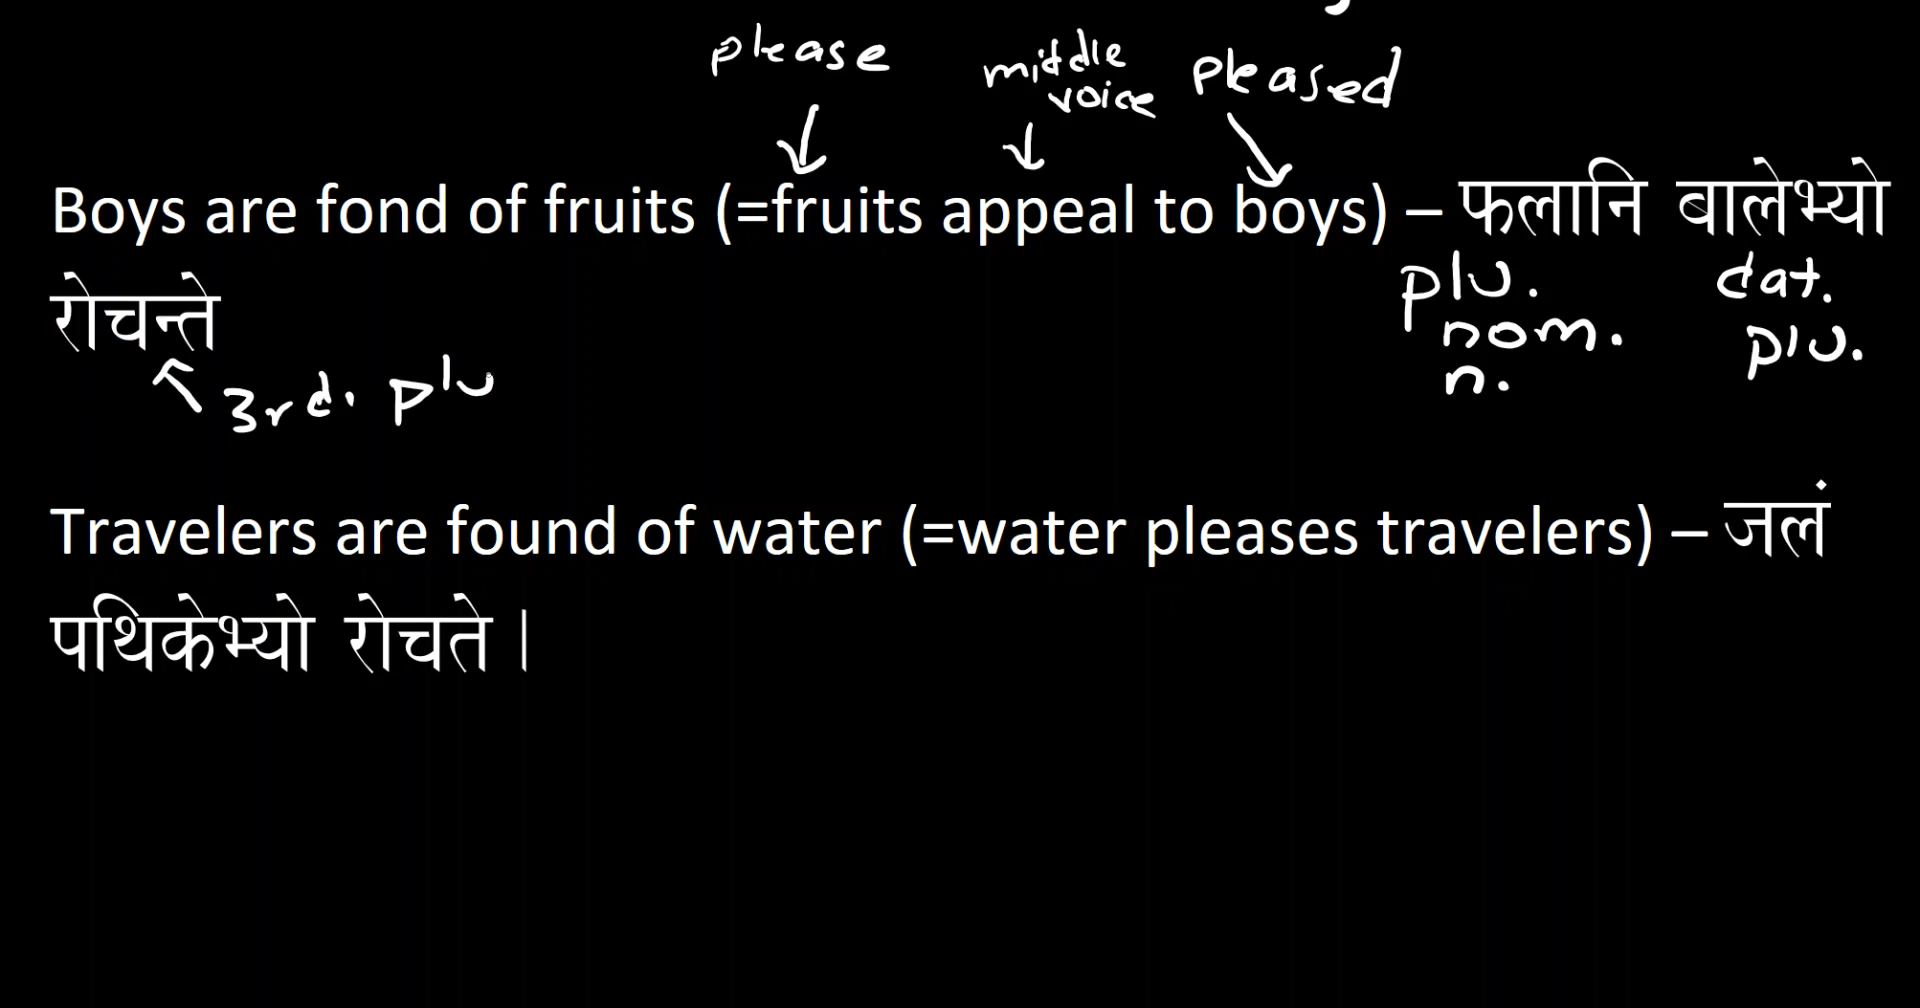 please middle pleased
voice
Boys are fond of fruits (=fruits appeal to boys) – फलानि बालेभ्यो
plu. dat.
रोचन्ते
nom. plu.
n.
3rd. plu
Travelers are found of water (=water pleases travelers) – जलं
पथिकेभ्यो रोचते ।